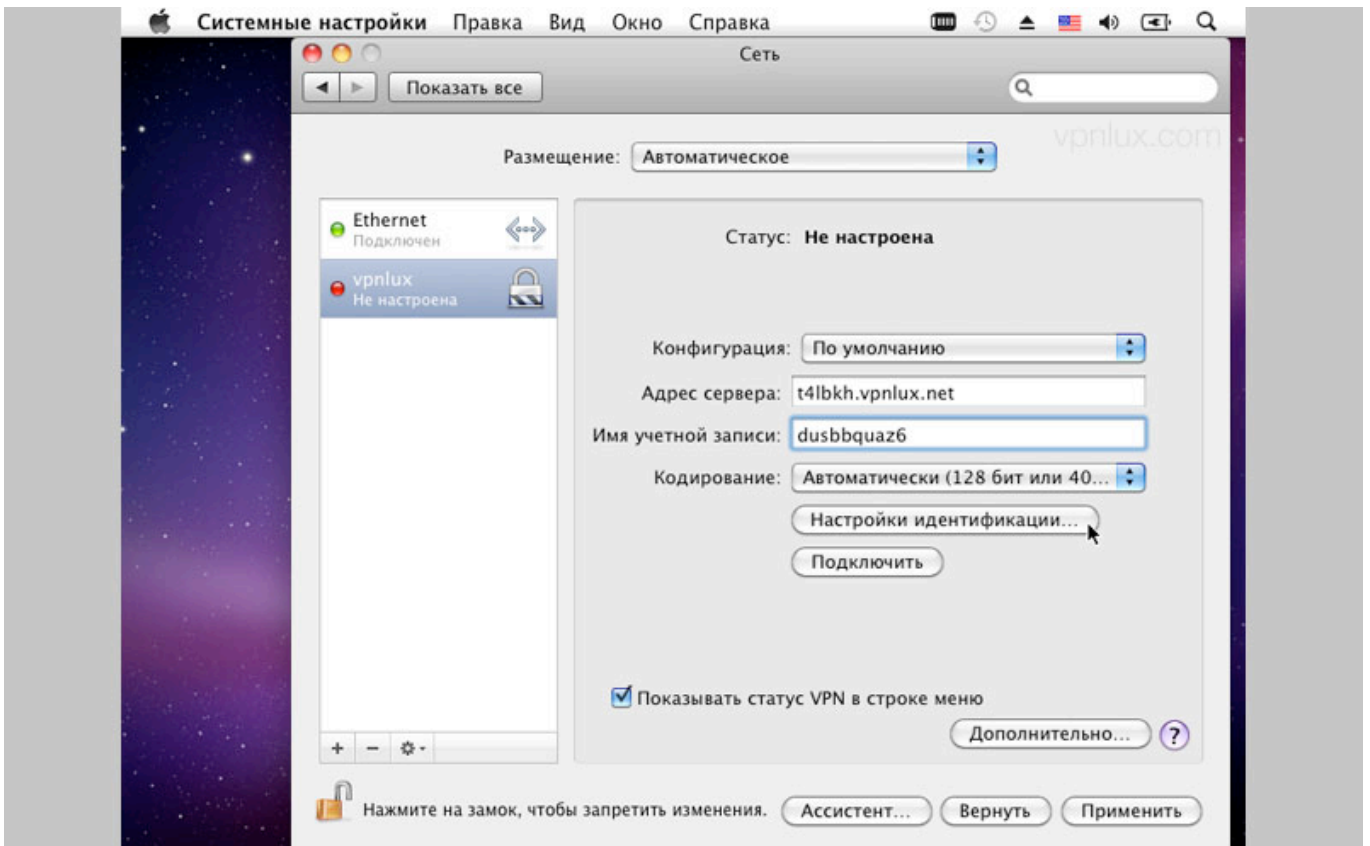 Системные настройки Правка Вид Окно Справка
Сеть
Показать все
vpnlux.com
Размещение: Автоматическое
Ethernet
Подключен
vpnlux
Не настроена
Статус: Не настроена
Конфигурация: По умолчанию
Адрес сервера: t4lbkh.vpnlux.net
Имя учетной записи: dusbbquaz6
Кодирование: Автоматически (128 бит или 40...
Настройки идентификации...
Подключить
Показывать статус VPN в строке меню
Дополнительно... ?
Нажмите на замок, чтобы запретить изменения. Ассистент... Вернуть Применить